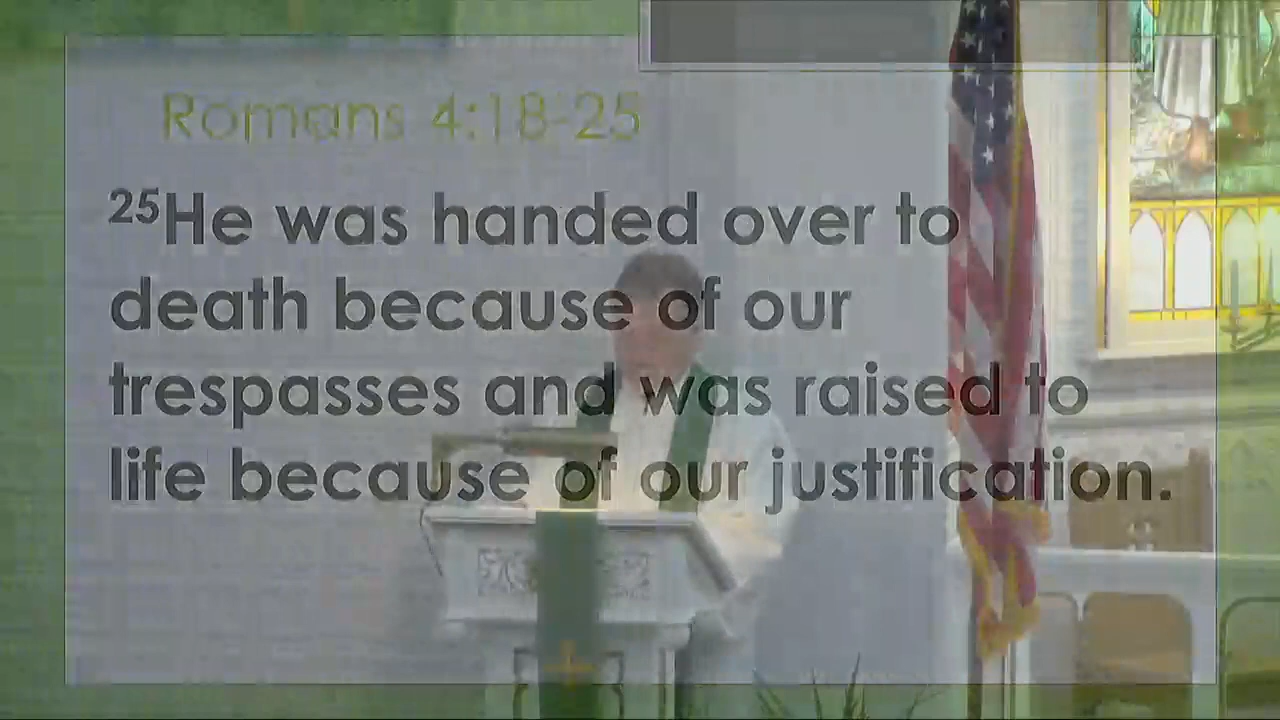 Romans 4:18-25
25He was handed over to
death because of our
trespasses and was raised to
life because of our justification.